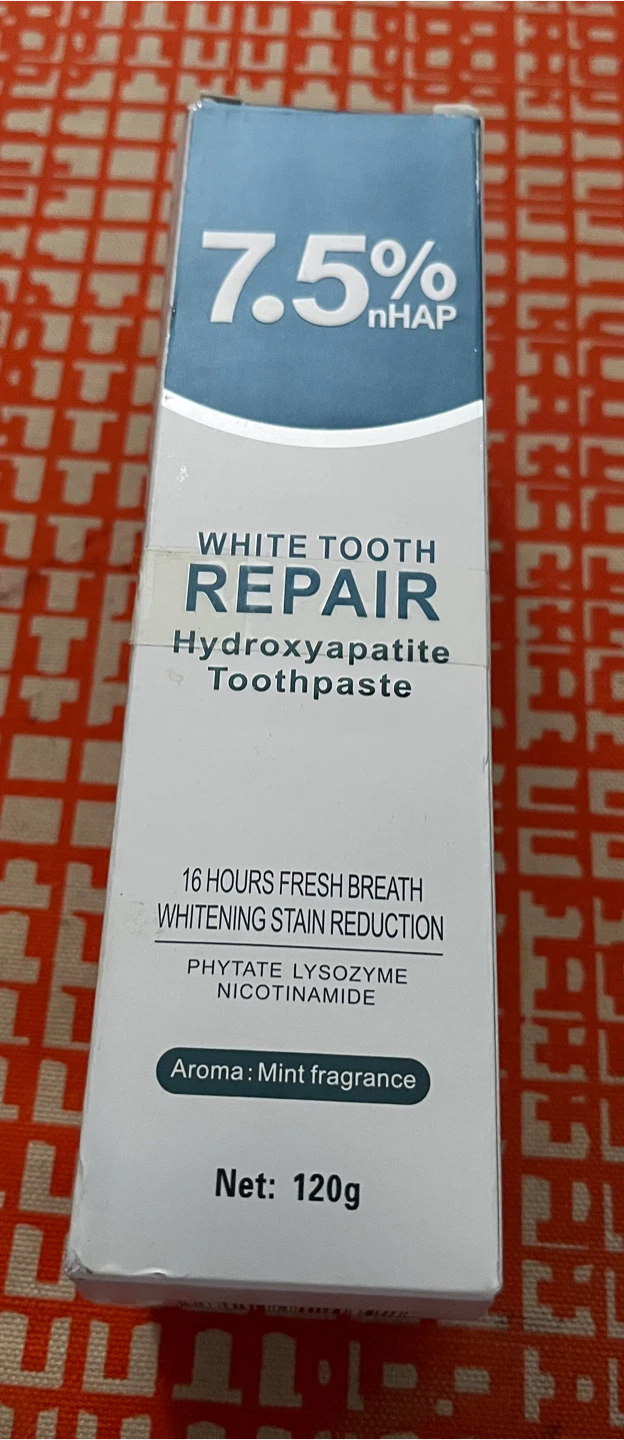 7.5%
nHAP
WHITE TOOTH
REPAIR
Hydroxyapatite
Toothpaste
16 HOURS FRESH BREATH
WHITENING STAIN REDUCTION
PHYTATE LYSOZYME
NICOTINAMIDE
Aroma : Mint fragrance
Net: 120g